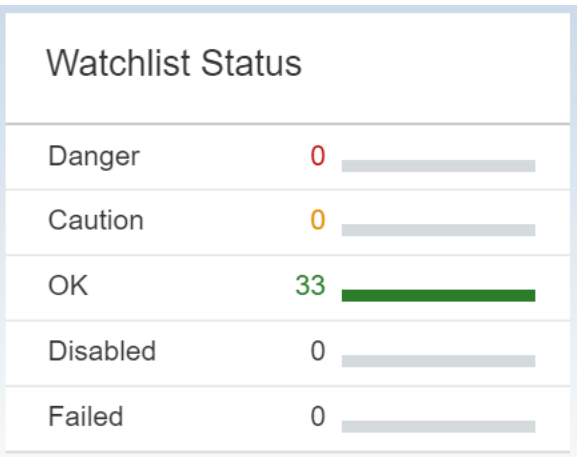 Watchlist Status
Danger 0
Caution 0
OK 33
Disabled 0
Failed 0